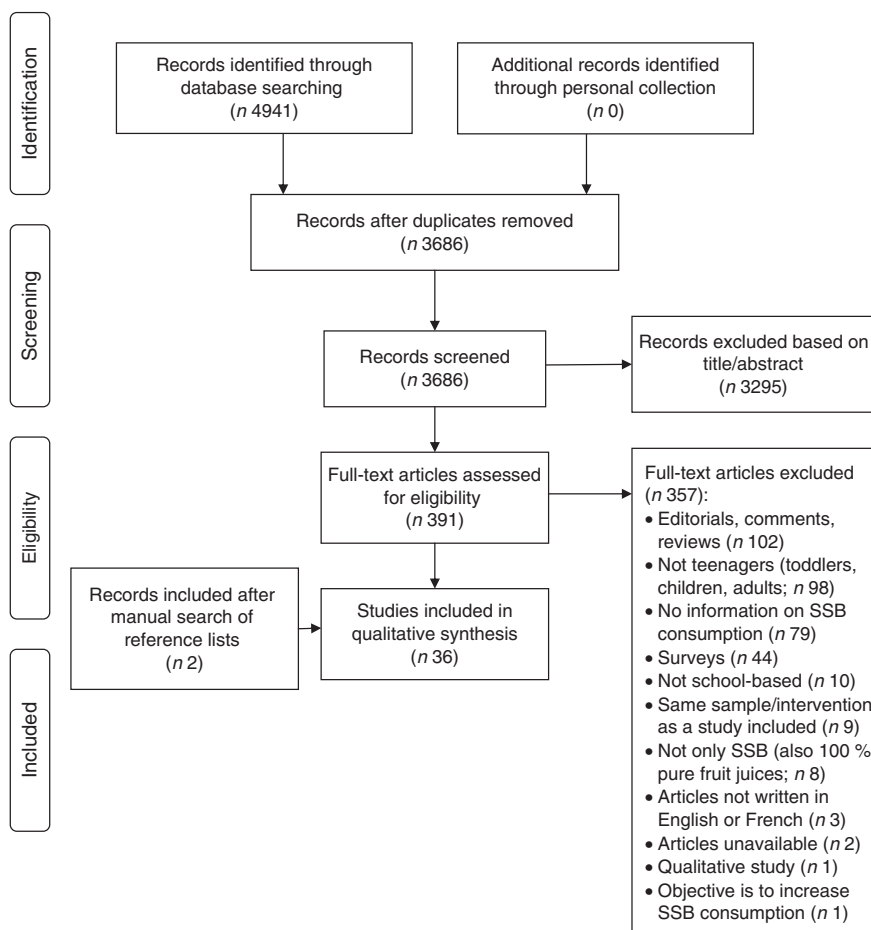 Identification
Records identified through
database searching
(n 4941)
Additional records identified
through personal collection
(n 0)
Records after duplicates removed
(n 3686)
Screening
Records screened
(n 3686)
Records excluded based on
title/abstract
(n 3295)
Eligibility
Full-text articles assessed
for eligibility
(n 391)
Full-text articles excluded
(n 357):
• Editorials, comments,
reviews (n 102)
• Not teenagers (toddlers,
children, adults; n 98)
• No information on SSB
consumption (n 79)
• Surveys (n 44)
• Not school-based (n 10)
• Same sample/intervention
as a study included (n 9)
• Not only SSB (also 100 %
pure fruit juices; n 8)
• Articles not written in
English or French (n 3)
• Articles unavailable (n 2)
• Qualitative study (n 1)
• Objective is to increase
SSB consumption (n 1)
Records included after
manual search of
reference lists
(n 2)
Studies included in
qualitative synthesis
(n 36)
Included